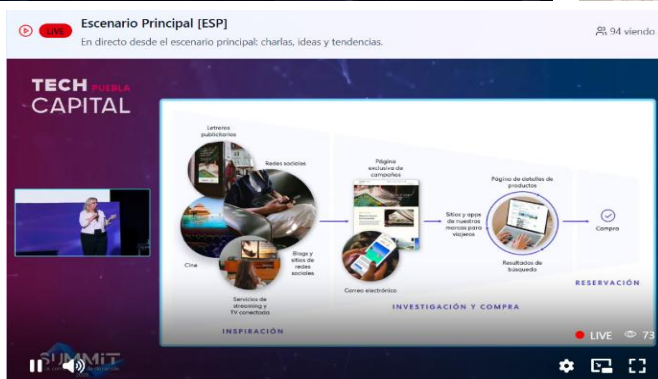 LIVE
Escenario Principal [ESP]
En directo desde el escenario principal: charlas, ideas y tendencias.
94 viendo
TECH PUEBLA
CAPITAL
Letreros
publicitarios
Redes sociales
Cine
Blogs y
sitios de
redes
sociales
Servicios de
streaming y
TV conectada
INSPIRACIÓN
Página
exclusiva de
campañas
Correo electrónico
Sitios y apps
de nuestras
marcas para
viajeros
INVESTIGACIÓN Y COMPRA
Página de detalles de
productos
Resultados de
búsqueda
Compra
RESERVACIÓN
LIVE
73
SUMMIT